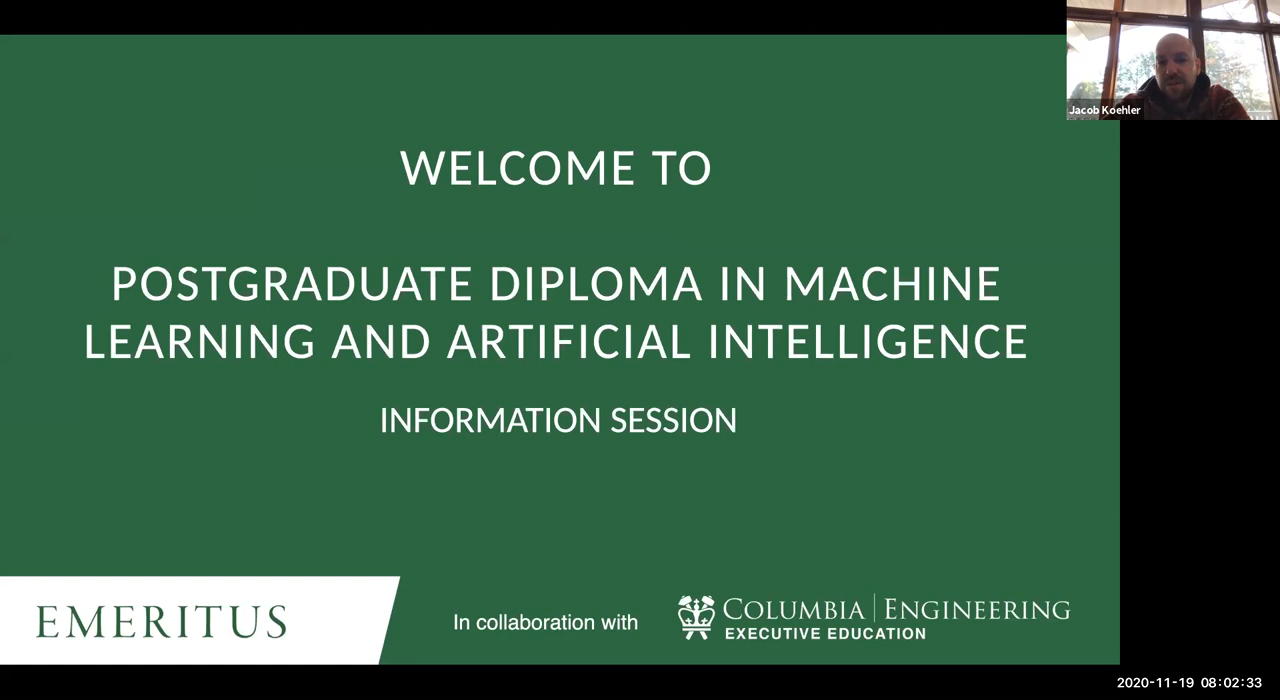 Jacob Koehler
WELCOME TO
POSTGRADUATE DIPLOMA IN MACHINE
LEARNING AND ARTIFICIAL INTELLIGENCE
INFORMATION SESSION
EMERITUS
In collaboration with
COLUMBIA | ENGINEERING
EXECUTIVE EDUCATION
2020-11-19 08:02:33